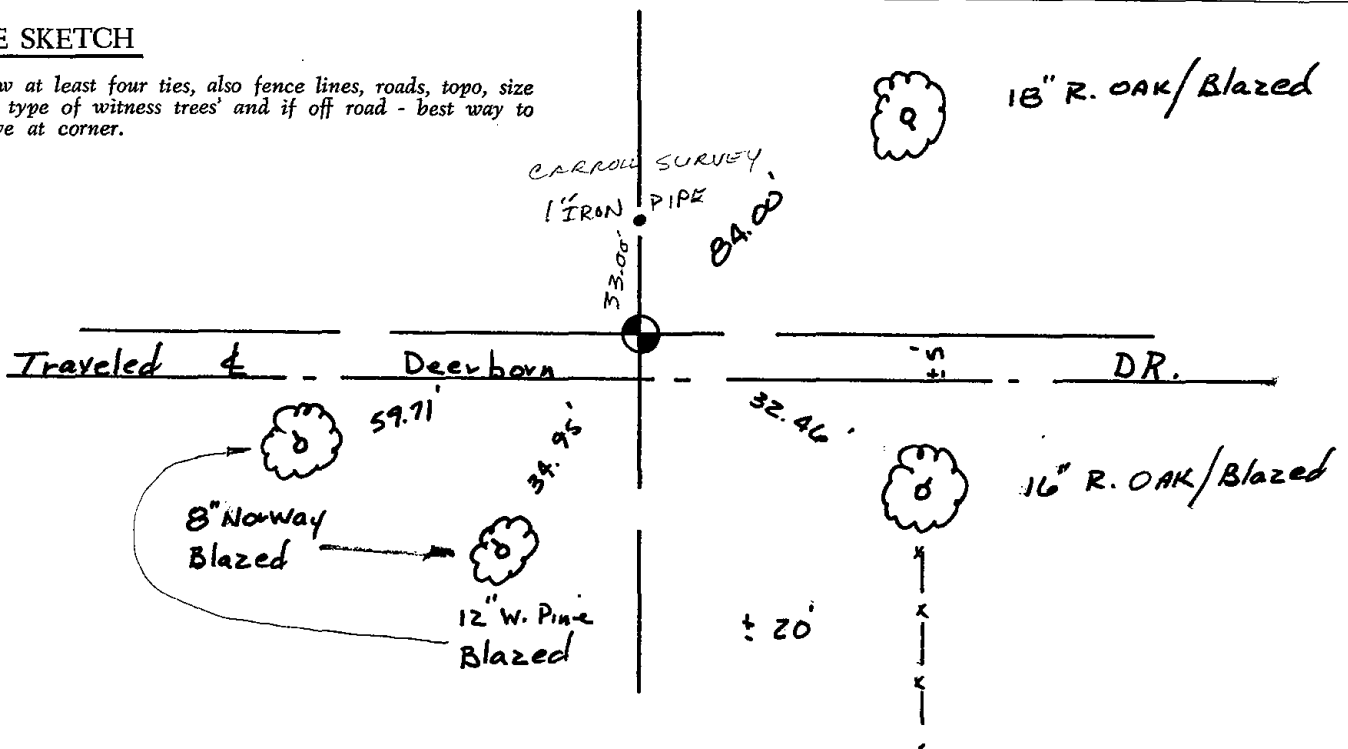 E SKETCH
w at least four ties, also fence lines, roads, topo, size
type of witness trees' and if off road - best way to
ve at corner.
18" R. OAK/Blazed
CARROLL SURVEY
1" IRON PIPE
84.00'
33.00'
Traveled ℄ Deerborn DR.
± 5'
59.71'
34.95'
32.46'
16" R. OAK/Blazed
8" Norway
Blazed
12" W. Pine
Blazed
± 20'